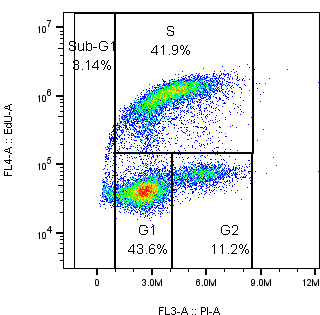 10^7
S
Sub-G1
41.9%
8.14%
10^6
FL4-A :: EdU-A
10^5
G1
G2
43.6%
11.2%
10^4
0
3.0M
6.0M
9.0M
12M
FL3-A :: PI-A